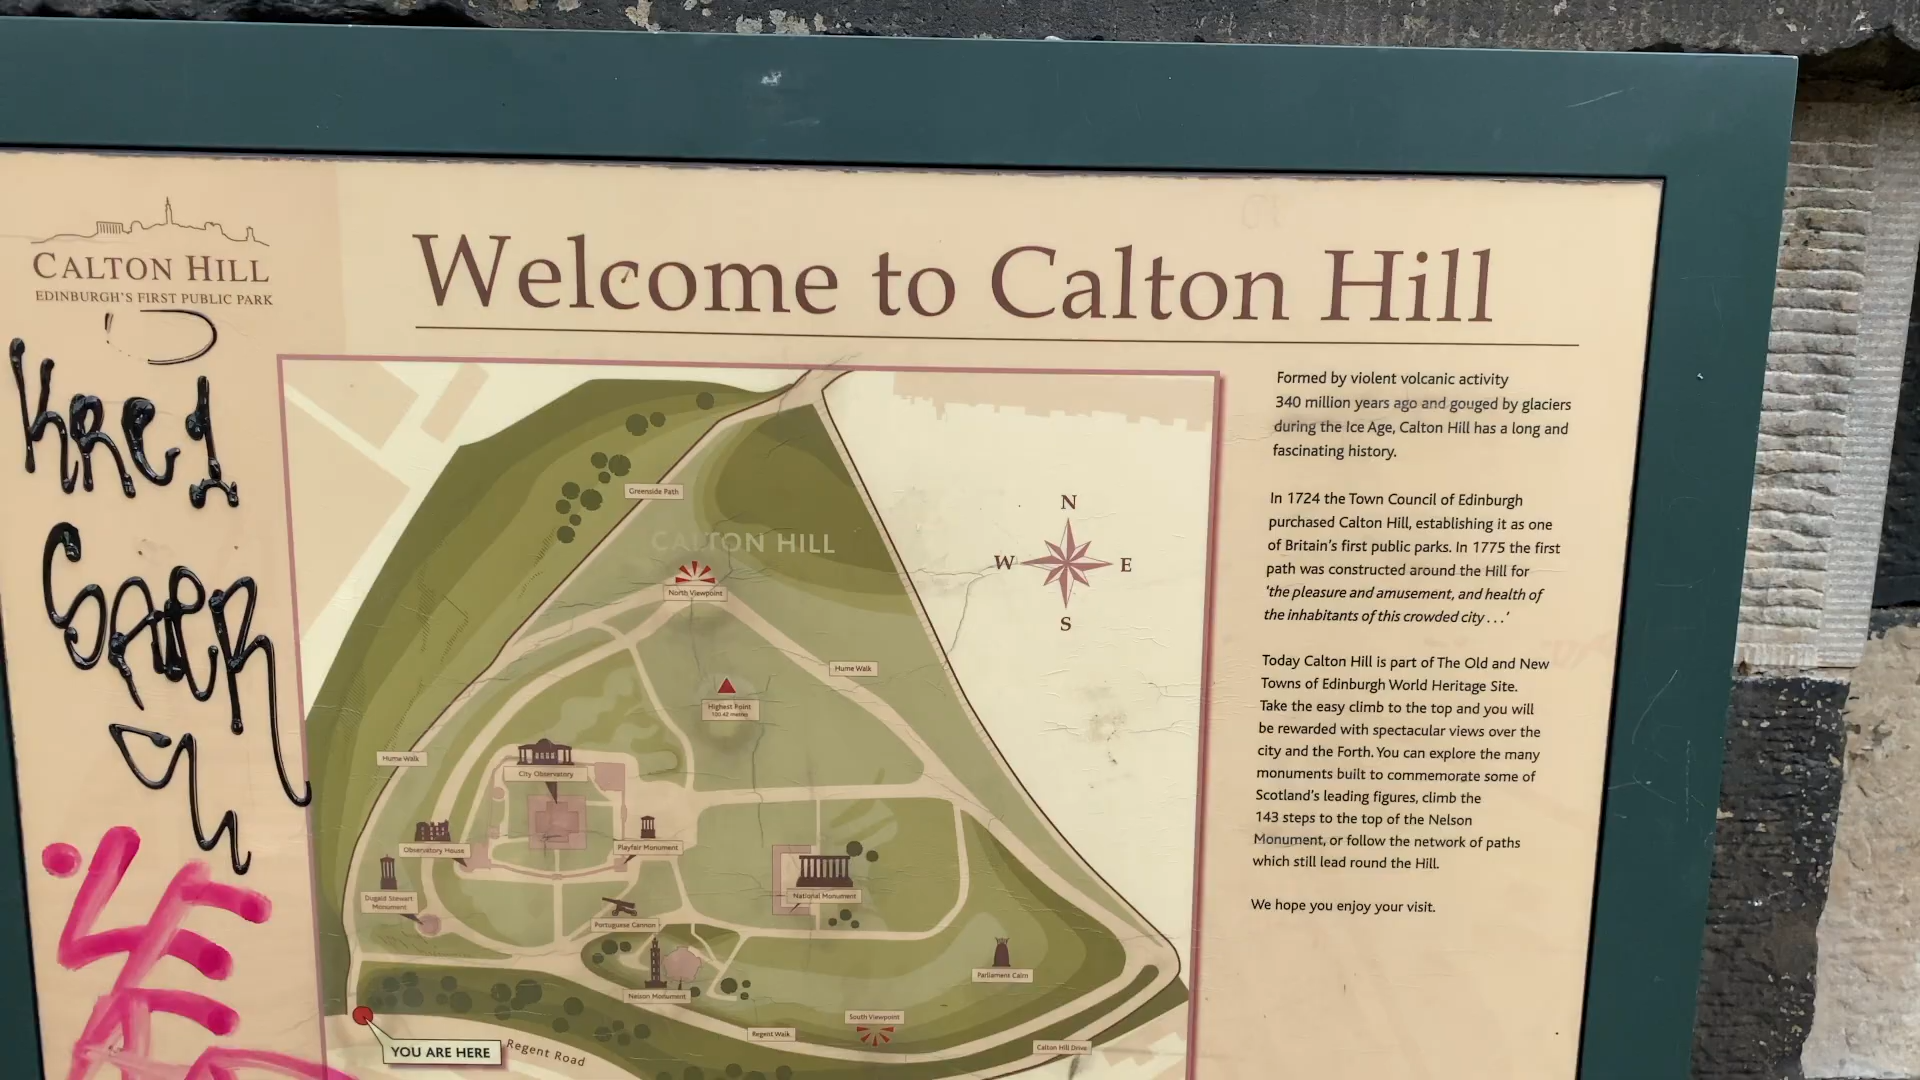 CALTON HILL
EDINBURGH'S FIRST PUBLIC PARK
Welcome to Calton Hill
Greenside Path
CALTON HILL
North Viewpoint
Hume Walk
Highest Point
Hume Walk
City Observatory
Observatory House
Playfair Monument
Dugald Stewart
Monument
National Monument
Portuguese Cannon
Nelson Monument
Parliament Cairn
South Viewpoint
Regent Walk
Calton Hill Drive
YOU ARE HERE
Regent Road
N
W
E
S
Formed by violent volcanic activity
340 million years ago and gouged by glaciers
during the Ice Age, Calton Hill has a long and
fascinating history.
In 1724 the Town Council of Edinburgh
purchased Calton Hill, establishing it as one
of Britain's first public parks. In 1775 the first
path was constructed around the Hill for
'the pleasure and amusement, and health of
the inhabitants of this crowded city . . .'
Today Calton Hill is part of The Old and New
Towns of Edinburgh World Heritage Site.
Take the easy climb to the top and you will
be rewarded with spectacular views over the
city and the Forth. You can explore the many
monuments built to commemorate some of
Scotland's leading figures, climb the
143 steps to the top of the Nelson
Monument, or follow the network of paths
which still lead round the Hill.
We hope you enjoy your visit.